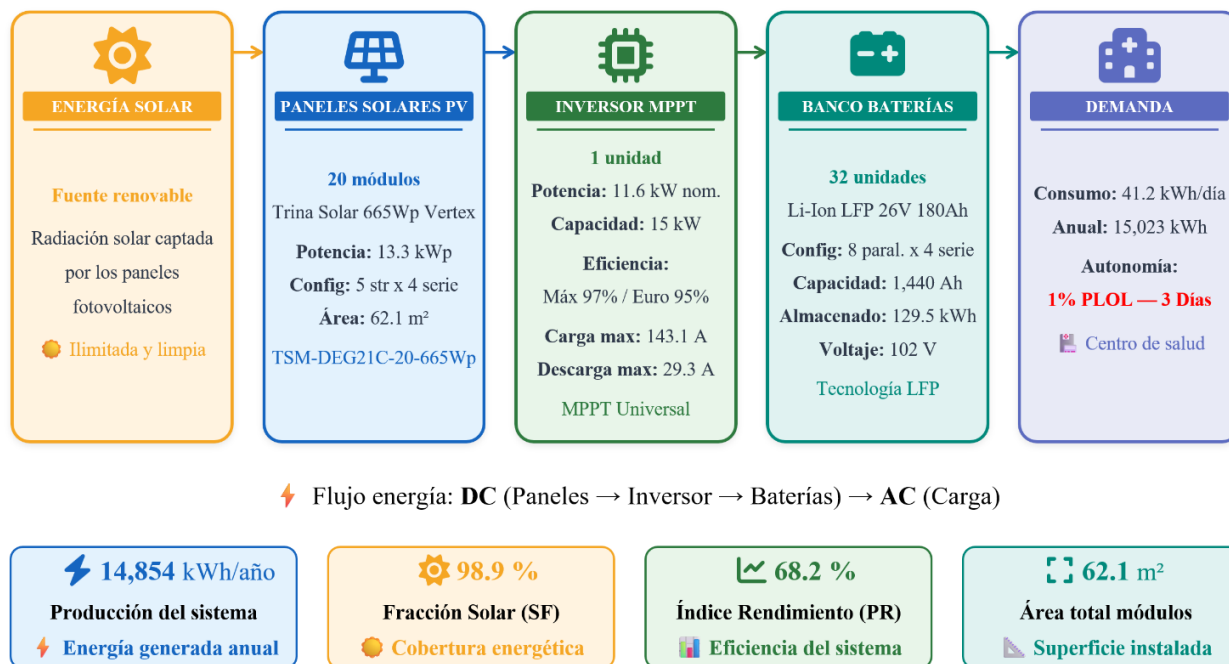 ENERGÍA SOLAR
Fuente renovable
Radiación solar captada
por los paneles
fotovoltaicos
Ilimitada y limpia
PANELES SOLARES PV
20 módulos
Trina Solar 665Wp Vertex
Potencia: 13.3 kWp
Config: 5 str x 4 serie
Área: 62.1 m²
TSM-DEG21C-20-665Wp
INVERSOR MPPT
1 unidad
Potencia: 11.6 kW nom.
Capacidad: 15 kW
Eficiencia:
Máx 97% / Euro 95%
Carga max: 143.1 A
Descarga max: 29.3 A
MPPT Universal
BANCO BATERÍAS
32 unidades
Li-Ion LFP 26V 180Ah
Config: 8 paral. x 4 serie
Capacidad: 1,440 Ah
Almacenado: 129.5 kWh
Voltaje: 102 V
Tecnología LFP
DEMANDA
Consumo: 41.2 kWh/día
Anual: 15,023 kWh
Autonomía:
1% PLOL — 3 Días
Centro de salud
Flujo energía: DC (Paneles → Inversor → Baterías) → AC (Carga)
14,854 kWh/año
Producción del sistema
Energía generada anual
98.9 %
Fracción Solar (SF)
Cobertura energética
68.2 %
Índice Rendimiento (PR)
Eficiencia del sistema
62.1 m²
Área total módulos
Superficie instalada